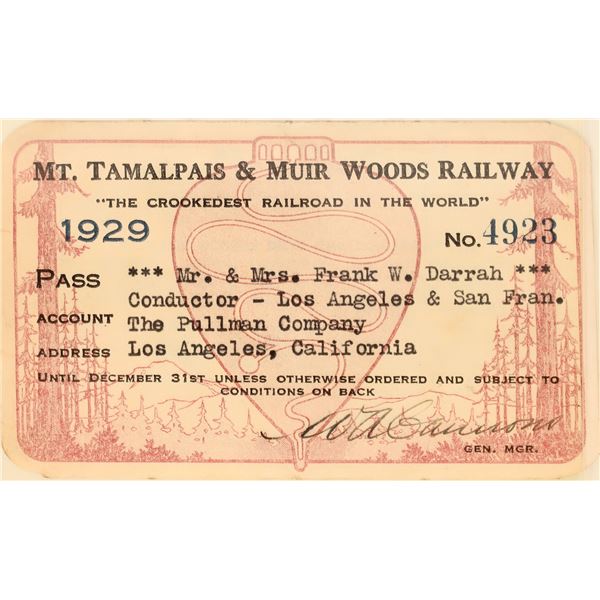 MT. TAMALPAIS & MUIR WOODS RAILWAY
"THE CROOKEDEST RAILROAD IN THE WORLD"
1929 No. 4923
PASS *** Mr. & Mrs. Frank W. Darrah ***
Conductor - Los Angeles & San Fran.
ACCOUNT The Pullman Company
ADDRESS Los Angeles, California
UNTIL DECEMBER 31ST UNLESS OTHERWISE ORDERED AND SUBJECT TO
CONDITIONS ON BACK
GEN. MGR.